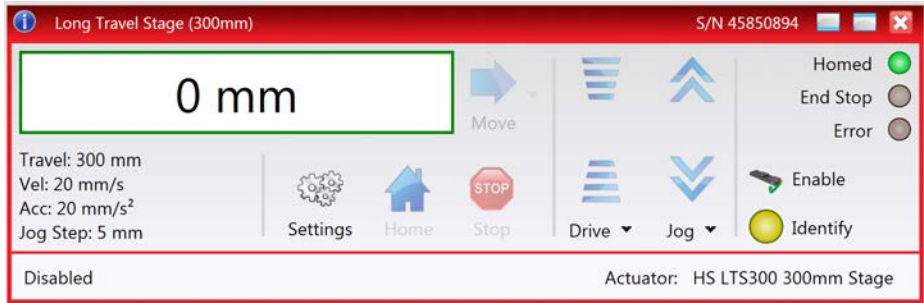 Long Travel Stage (300mm) S/N 45850894
0 mm
Move
Homed
End Stop
Error
Travel: 300 mm
Vel: 20 mm/s
Acc: 20 mm/s²
Jog Step: 5 mm
Settings Home STOP Stop
Drive Jog
Enable
Identify
Disabled Actuator: HS LTS300 300mm Stage